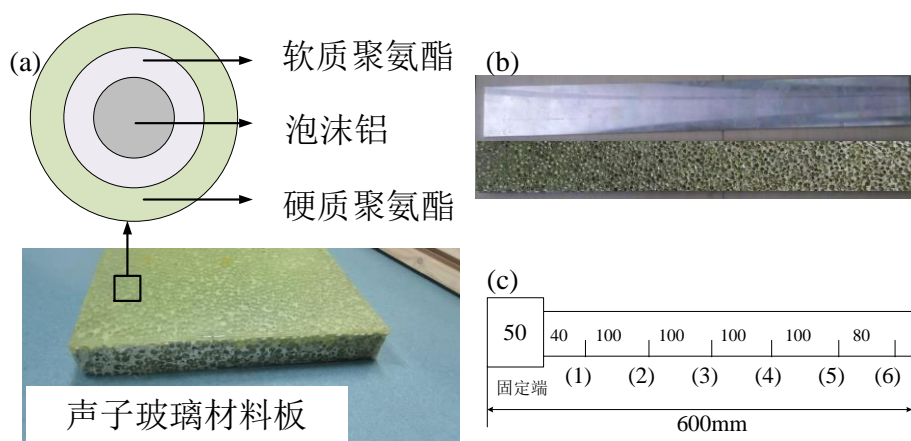 (a)
软质聚氨酯
泡沫铝
硬质聚氨酯
声子玻璃材料板
(b)
(c)
50
40 100 100 100 100 80
固定端
(1) (2) (3) (4) (5) (6)
600mm